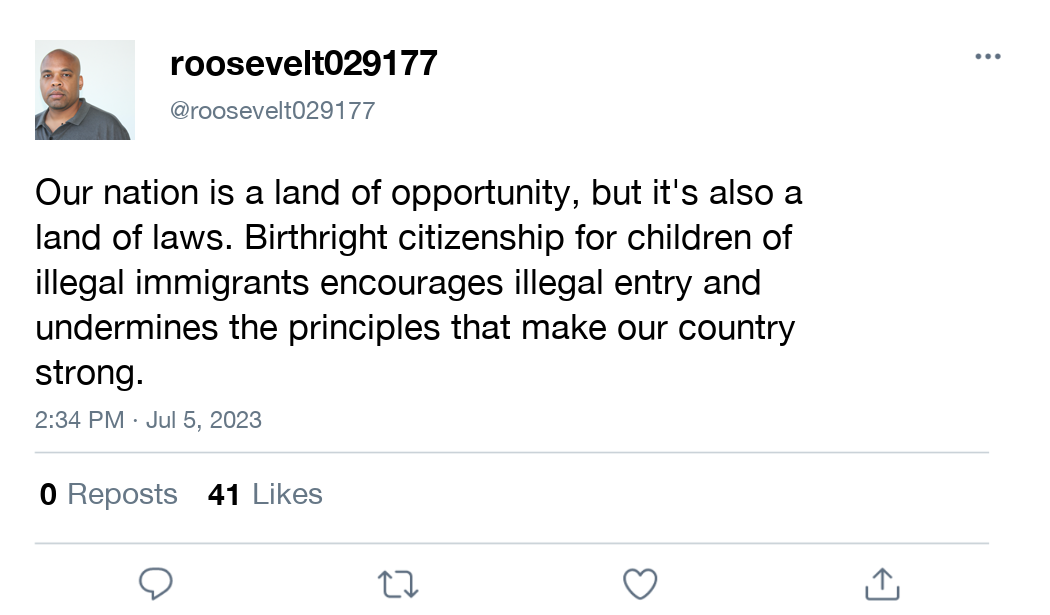 roosevelt029177
@roosevelt029177
Our nation is a land of opportunity, but it's also a
land of laws. Birthright citizenship for children of
illegal immigrants encourages illegal entry and
undermines the principles that make our country
strong.
2:34 PM · Jul 5, 2023
0 Reposts 41 Likes